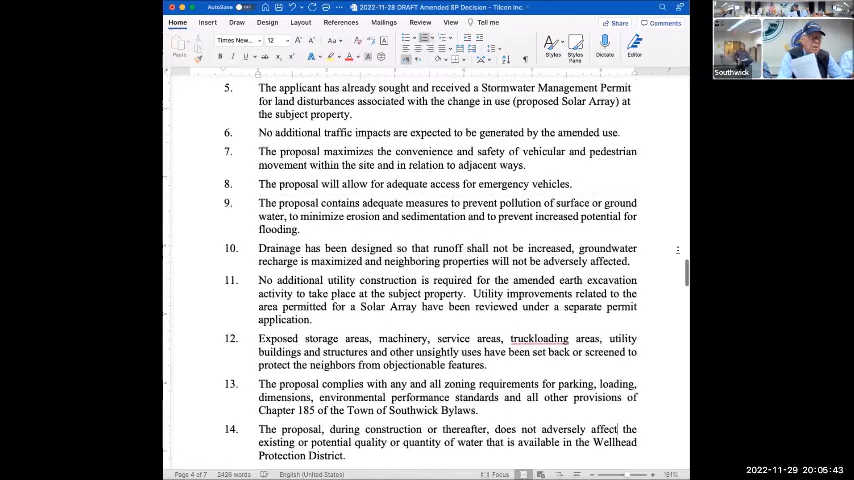 AutoSave OFF 2022-11-28 DRAFT Amended SP Decision - Tilcon inc.
Home Insert Draw Design Layout References Mailings Review View Tell me Share Comments
Paste Times New... 12 Aa Styles Styles Pane Dictate Editor
5. The applicant has already sought and received a Stormwater Management Permit
for land disturbances associated with the change in use (proposed Solar Array) at
the subject property.
6. No additional traffic impacts are expected to be generated by the amended use.
7. The proposal maximizes the convenience and safety of vehicular and pedestrian
movement within the site and in relation to adjacent ways.
8. The proposal will allow for adequate access for emergency vehicles.
9. The proposal contains adequate measures to prevent pollution of surface or ground
water, to minimize erosion and sedimentation and to prevent increased potential for
flooding.
10. Drainage has been designed so that runoff shall not be increased, groundwater
recharge is maximized and neighboring properties will not be adversely affected.
11. No additional utility construction is required for the amended earth excavation
activity to take place at the subject property. Utility improvements related to the
area permitted for a Solar Array have been reviewed under a separate permit
application.
12. Exposed storage areas, machinery, service areas, truckloading areas, utility
buildings and structures and other unsightly uses have been set back or screened to
protect the neighbors from objectionable features.
13. The proposal complies with any and all zoning requirements for parking, loading,
dimensions, environmental performance standards and all other provisions of
Chapter 185 of the Town of Southwick Bylaws.
14. The proposal, during construction or thereafter, does not adversely affect the
existing or potential quality or quantity of water that is available in the Wellhead
Protection District.
Page 4 of 7 2426 words English (United States) Focus 191%
Southwick
2022-11-29 20:05:43